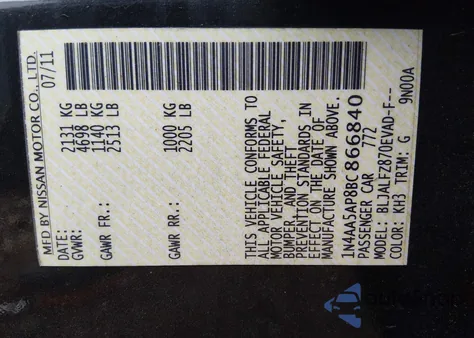 MFD BY NISSAN MOTOR CO., LTD.
DATE: 07/11
GVWR: 2131 KG
4698 LB
GAWR FR.: 1140 KG
2513 LB
GAWR RR.: 1000 KG
2205 LB
THIS VEHICLE CONFORMS TO
ALL APPLICABLE FEDERAL
MOTOR VEHICLE SAFETY,
BUMPER, AND THEFT
PREVENTION STANDARDS IN
EFFECT ON THE DATE OF
MANUFACTURE SHOWN ABOVE.
1N4AA5AP8BC866840
PASSENGER CAR 772
MODEL: BLJALFZ870EVAD-F--
COLOR: KH3 TRIM: G 9N00A